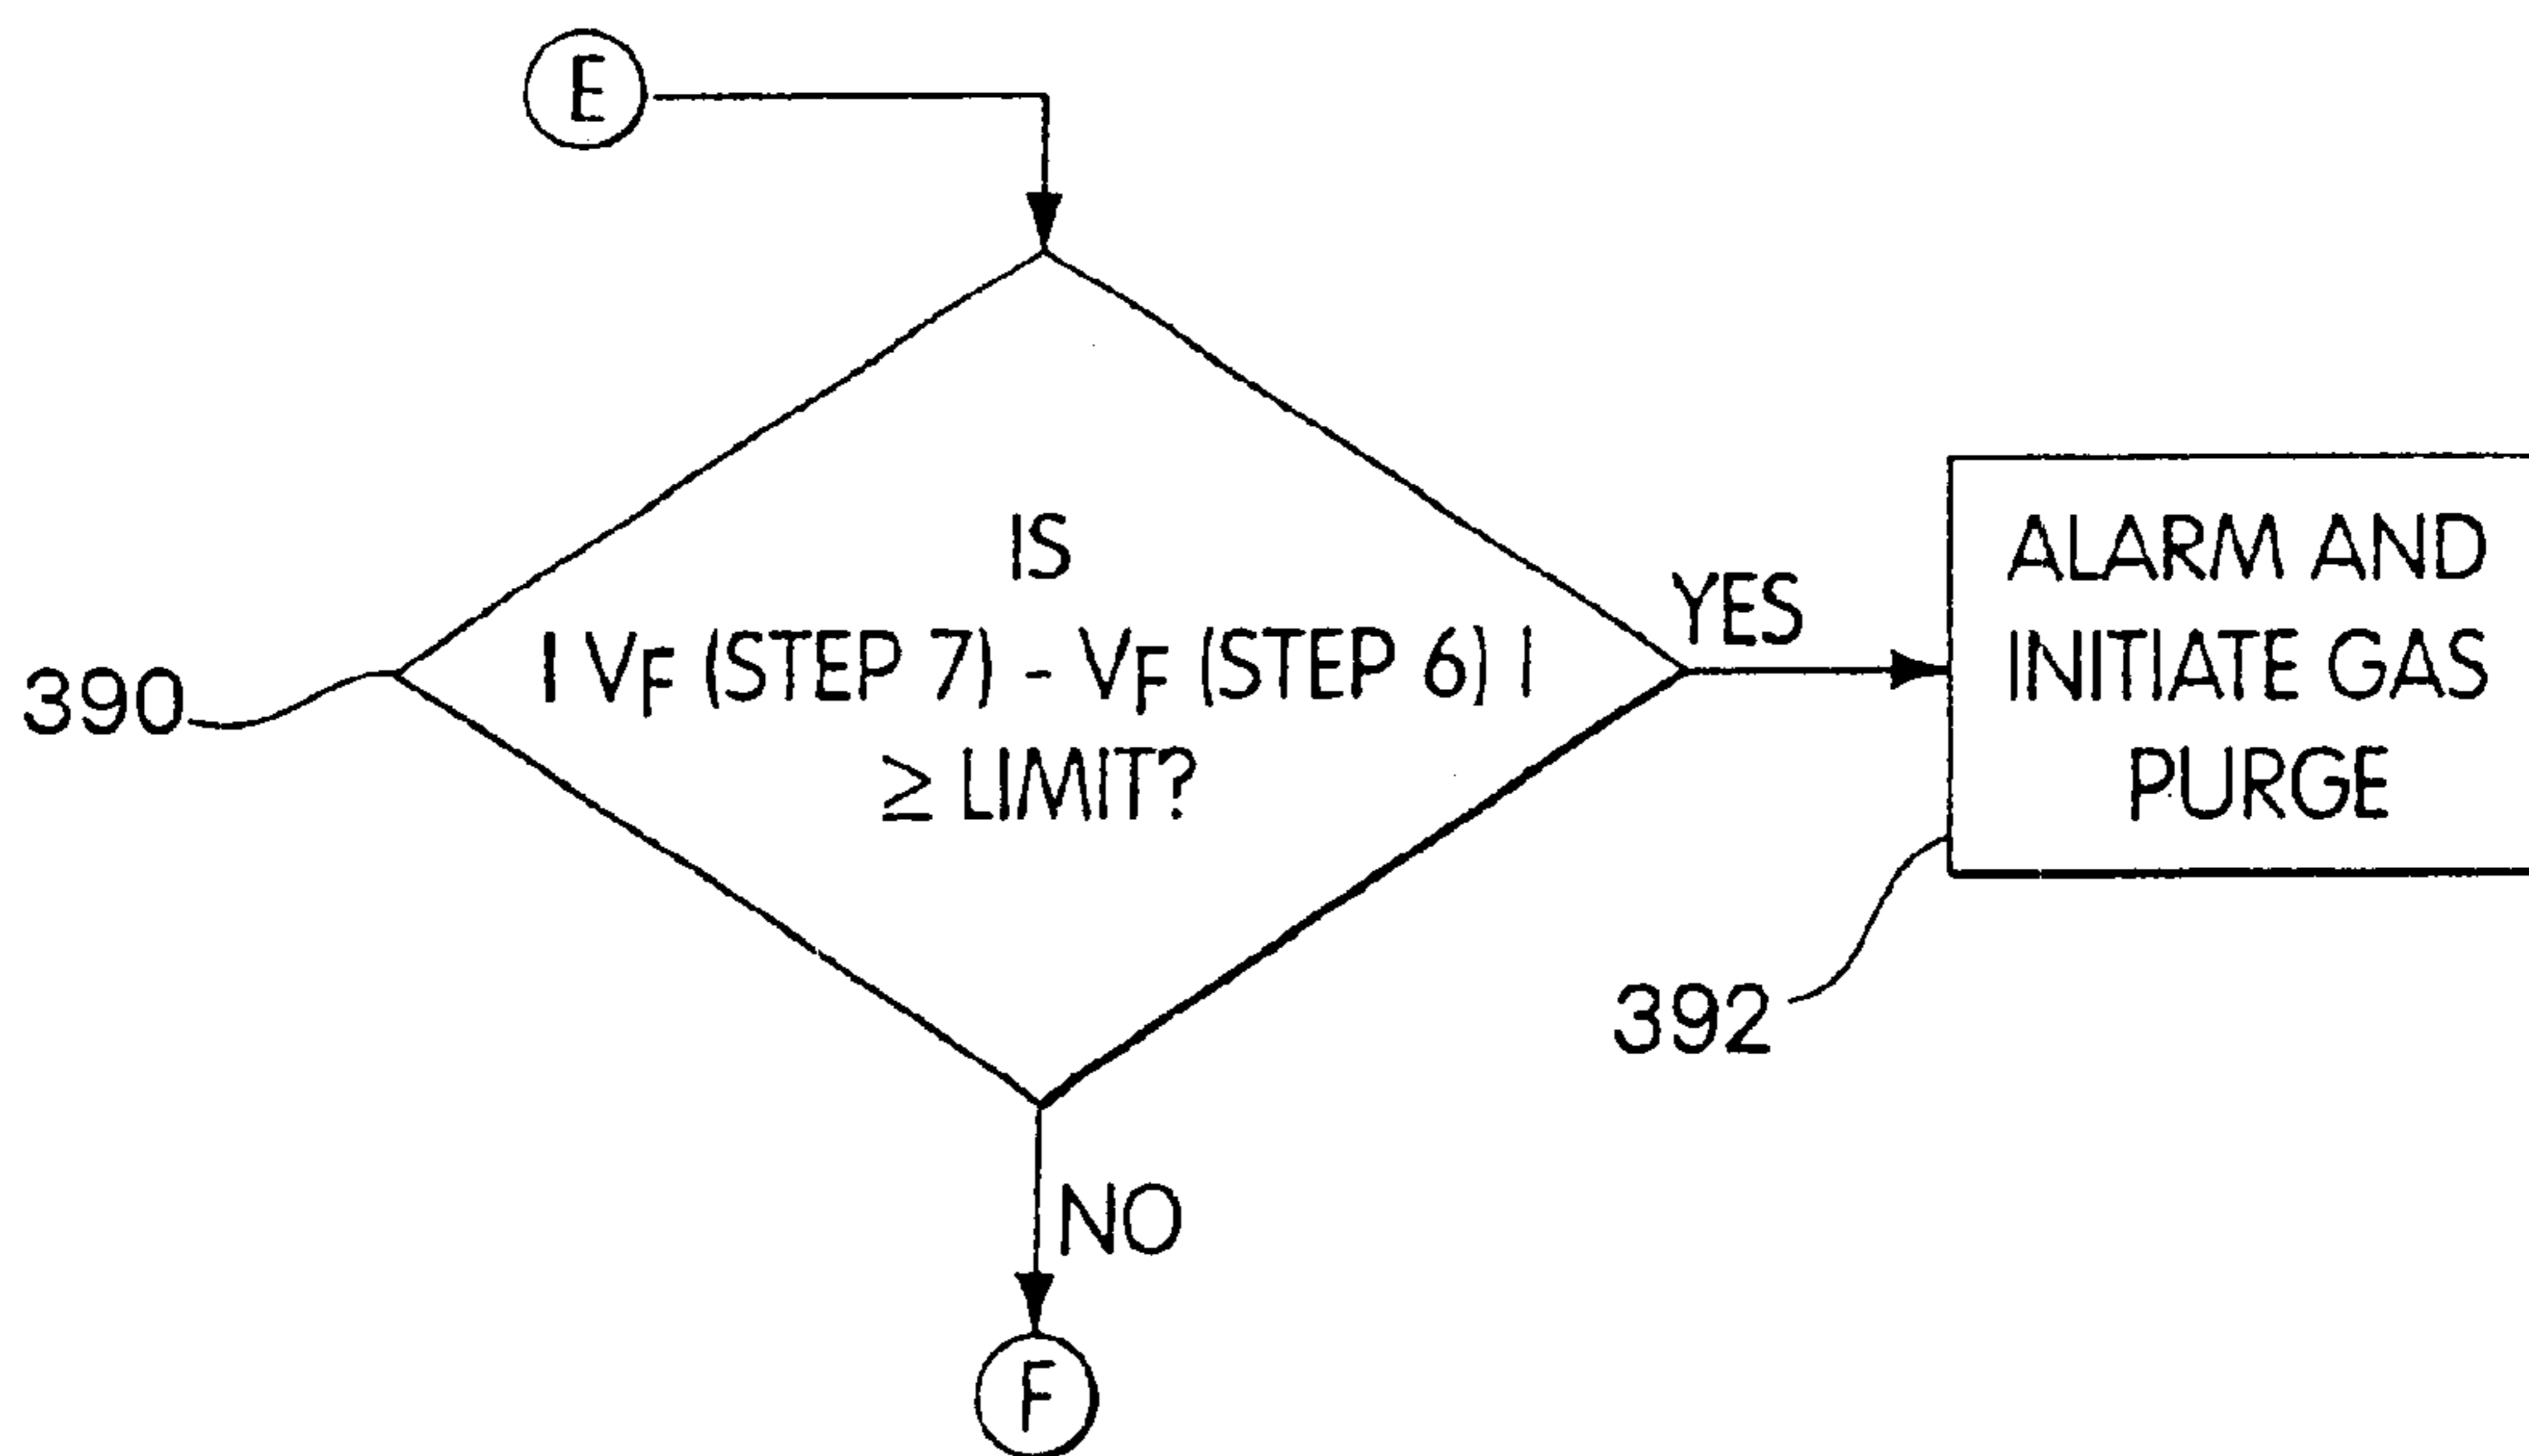 E
IS
| VF (STEP 7) - VF (STEP 6) |
≥ LIMIT?
390
YES
ALARM AND
INITIATE GAS
PURGE
392
NO
F